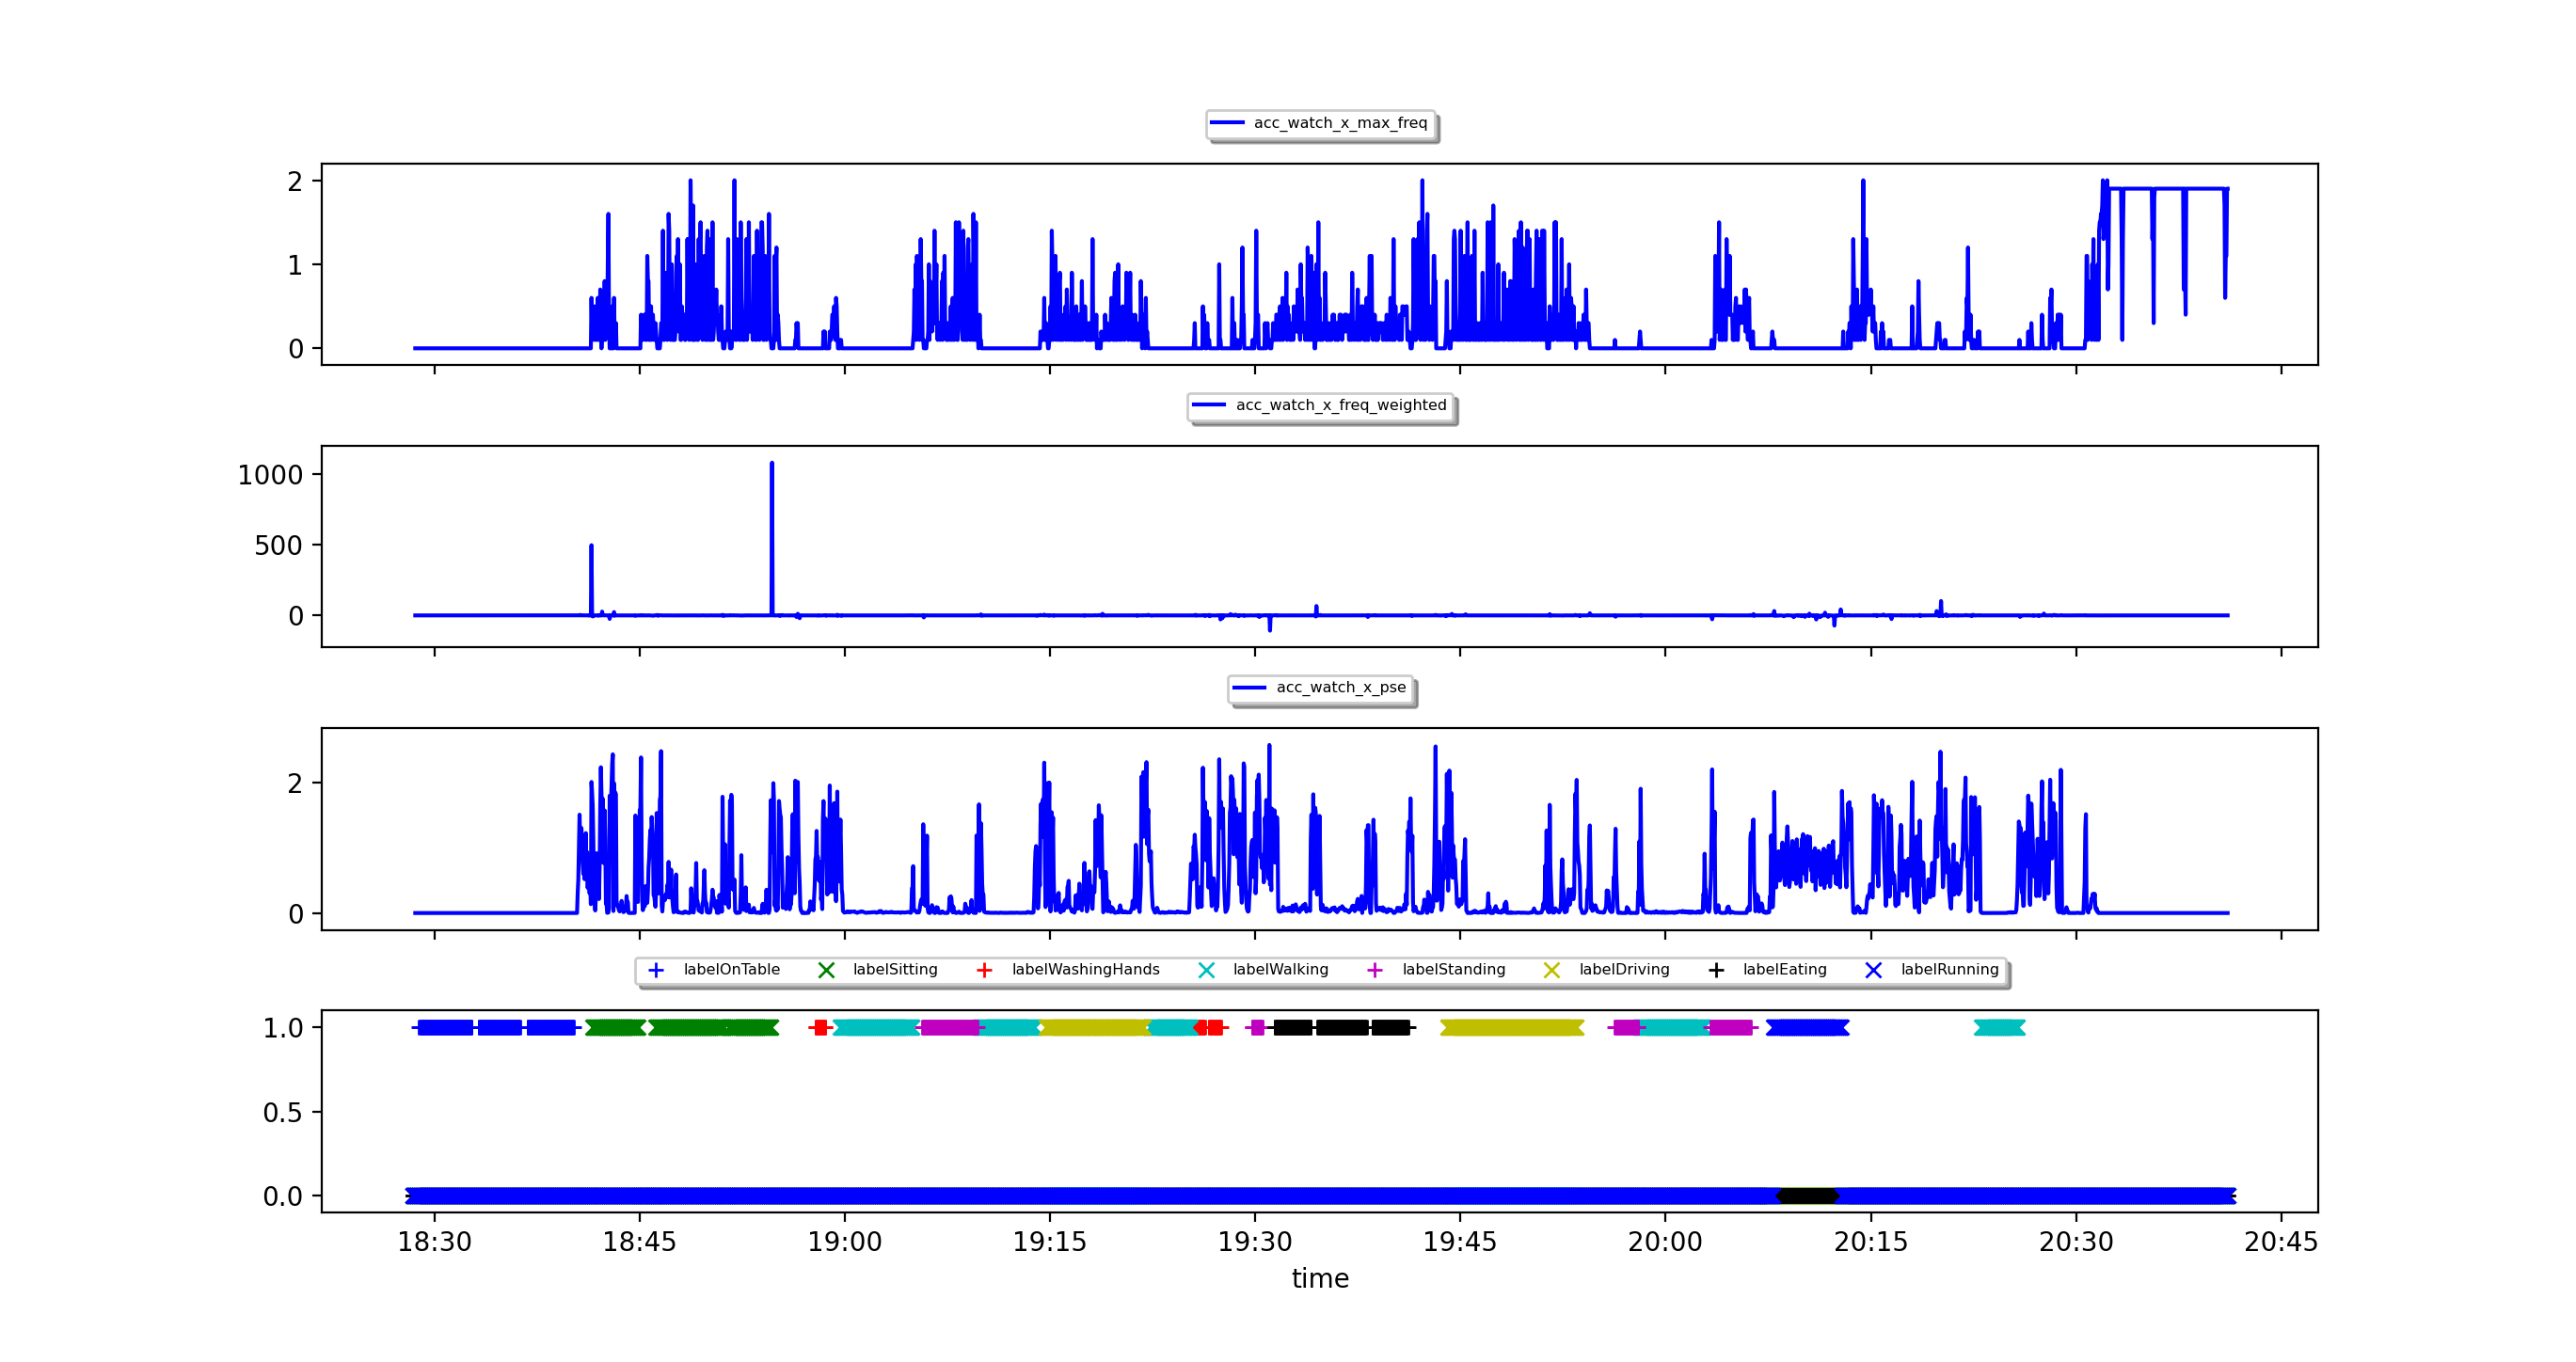 acc_watch_x_max_freq
2
1
0
acc_watch_x_freq_weighted
1000
500
0
acc_watch_x_pse
2
0
labelOnTable labelSitting labelWashingHands labelWalking labelStanding labelDriving labelEating labelRunning
1.0
0.5
0.0
18:30 18:45 19:00 19:15 19:30 19:45 20:00 20:15 20:30 20:45
time